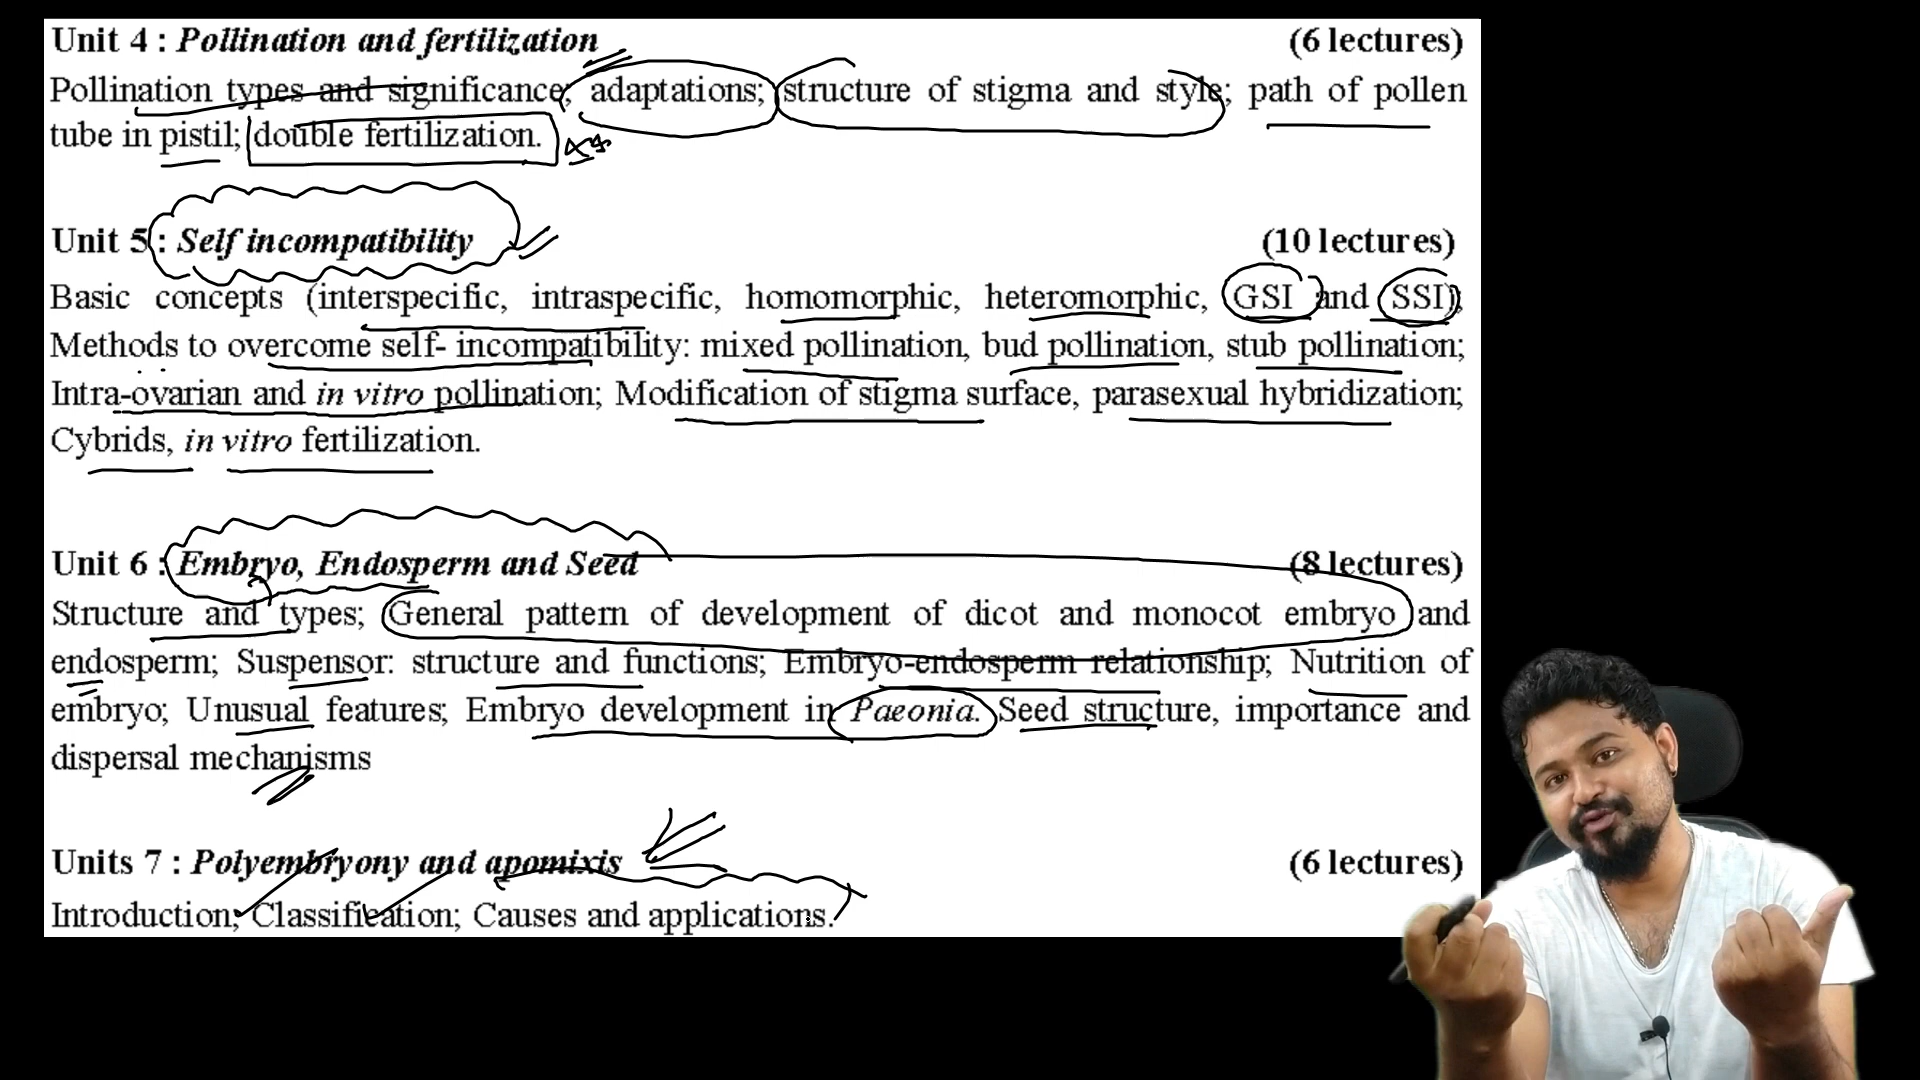 Unit 4 : Pollination and fertilization (6 lectures)
Pollination types and significance; adaptations; structure of stigma and style; path of pollen
tube in pistil; double fertilization.
Unit 5 : Self incompatibility (10 lectures)
Basic concepts (interspecific, intraspecific, homomorphic, heteromorphic, GSI and SSI);
Methods to overcome self- incompatibility: mixed pollination, bud pollination, stub pollination;
Intra-ovarian and in vitro pollination; Modification of stigma surface, parasexual hybridization;
Cybrids, in vitro fertilization.
Unit 6 : Embryo, Endosperm and Seed (8 lectures)
Structure and types; General pattern of development of dicot and monocot embryo and
endosperm; Suspensor: structure and functions; Embryo-endosperm relationship; Nutrition of
embryo; Unusual features; Embryo development in Paeonia. Seed structure, importance and
dispersal mechanisms
Units 7 : Polyembryony and apomixis (6 lectures)
Introduction; Classification; Causes and applications.